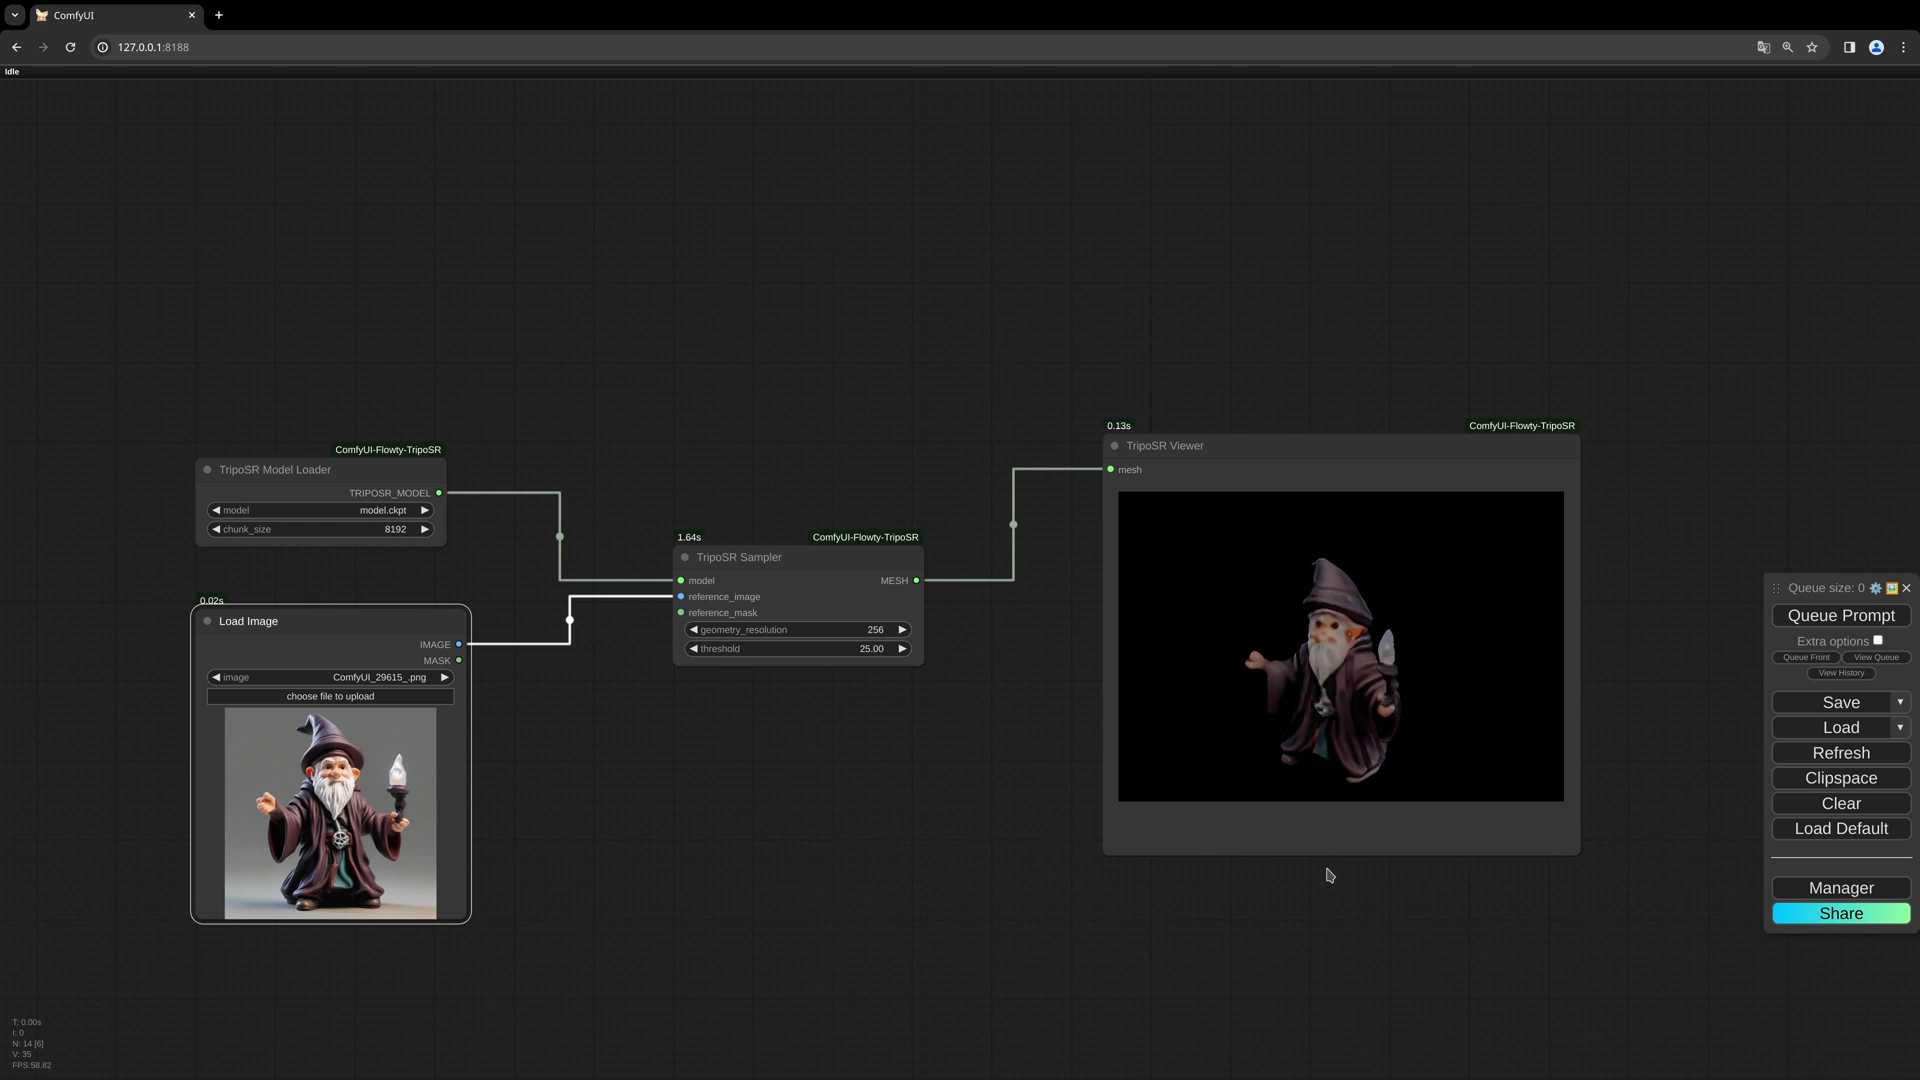 ComfyUI
127.0.0.1:8188
Idle
ComfyUI-Flowty-TripoSR
TripoSR Model Loader
TRIPOSR_MODEL
model model.ckpt
chunk_size 8192
0.02s
Load Image
IMAGE
MASK
image ComfyUI_29615_.png
choose file to upload
1.64s ComfyUI-Flowty-TripoSR
TripoSR Sampler
model MESH
reference_image
reference_mask
geometry_resolution 256
threshold 25.00
0.13s ComfyUI-Flowty-TripoSR
TripoSR Viewer
mesh
Queue size: 0
Queue Prompt
Extra options
Queue Front View Queue
View History
Save
Load
Refresh
Clipspace
Clear
Load Default
Manager
Share
T: 0.00s
I: 0
N: 14 [6]
V: 35
FPS:58.82